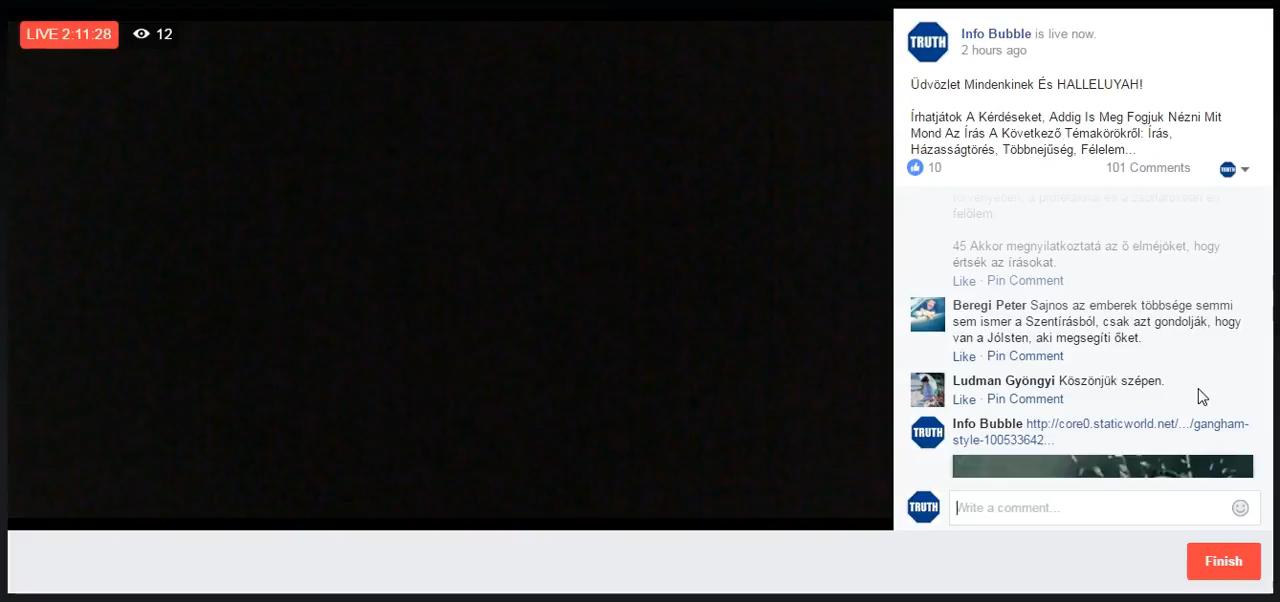 LIVE 2:11:28
12
TRUTH
Info Bubble is live now.
2 hours ago
Üdvözlet Mindenkinek És HALLELUYAH!
Írhatjátok A Kérdéseket, Addig Is Meg Fogjuk Nézni Mit
Mond Az Írás A Következő Témakörökről: Írás,
Házasságtörés, Többnejűség, Félelem...
10
101 Comments
TRUTH
felőlem.
45 Akkor megnyilatkoztatá az ő elméjöket, hogy
értsék az írásokat.
Like · Pin Comment
Beregi Peter Sajnos az emberek többsége semmi
sem ismer a Szentírásból, csak azt gondolják, hogy
van a Jólsten, aki megsegíti őket.
Like · Pin Comment
Ludman Gyöngyi Köszönjük szépen.
Like · Pin Comment
TRUTH
Info Bubble http://core0.staticworld.net/.../gangham-
style-100533642...
TRUTH
Write a comment...
Finish